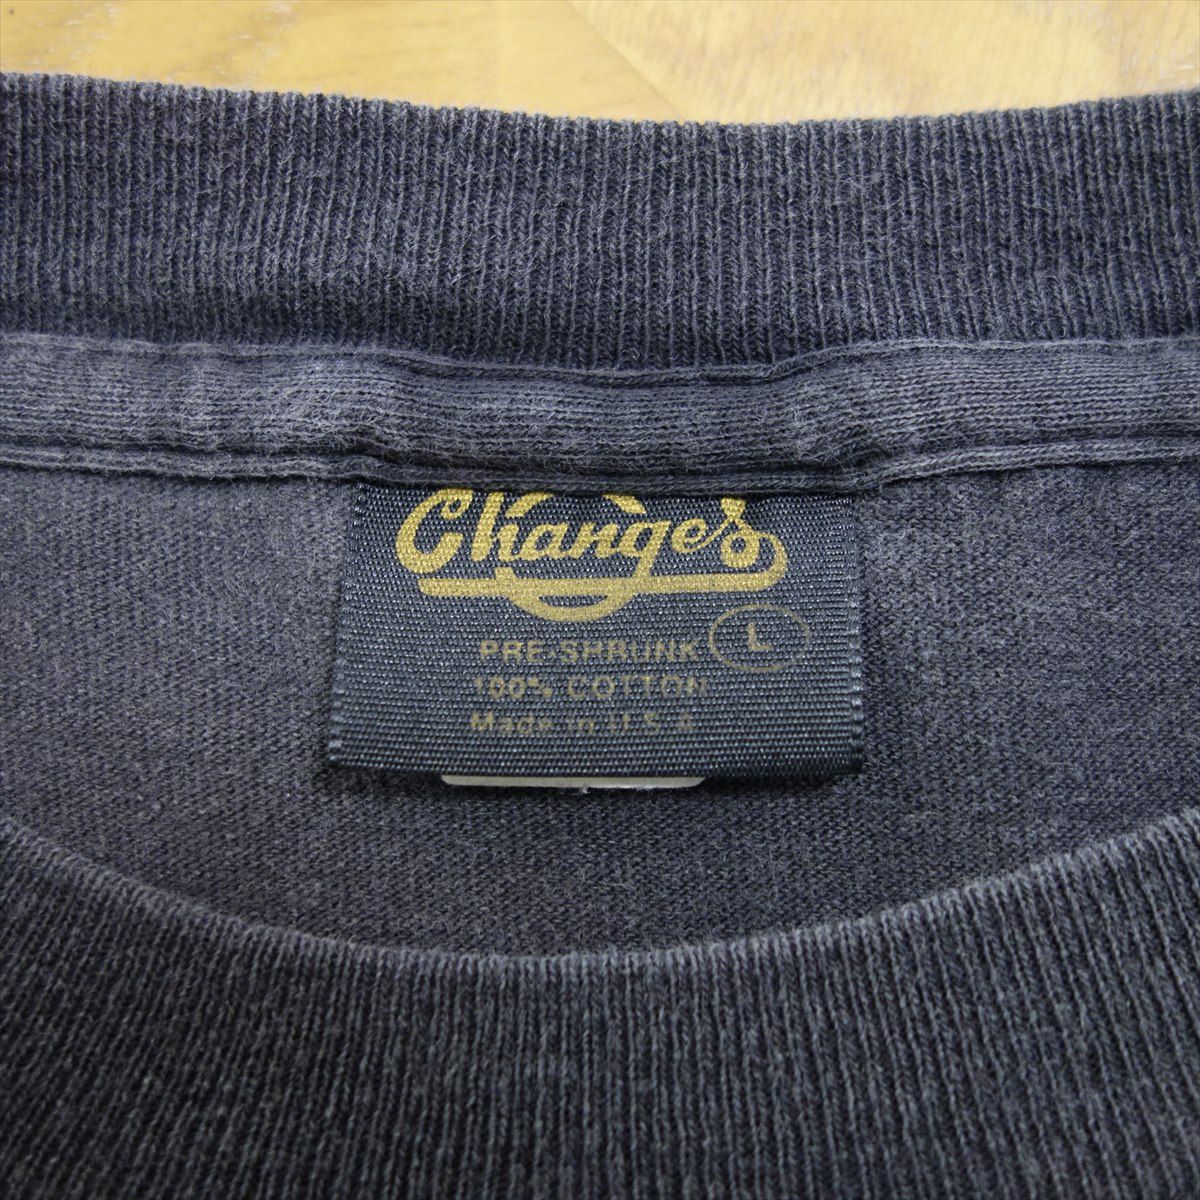 Changes
PRE-SHRUNK L
100% COTTON
Made in U.S.A